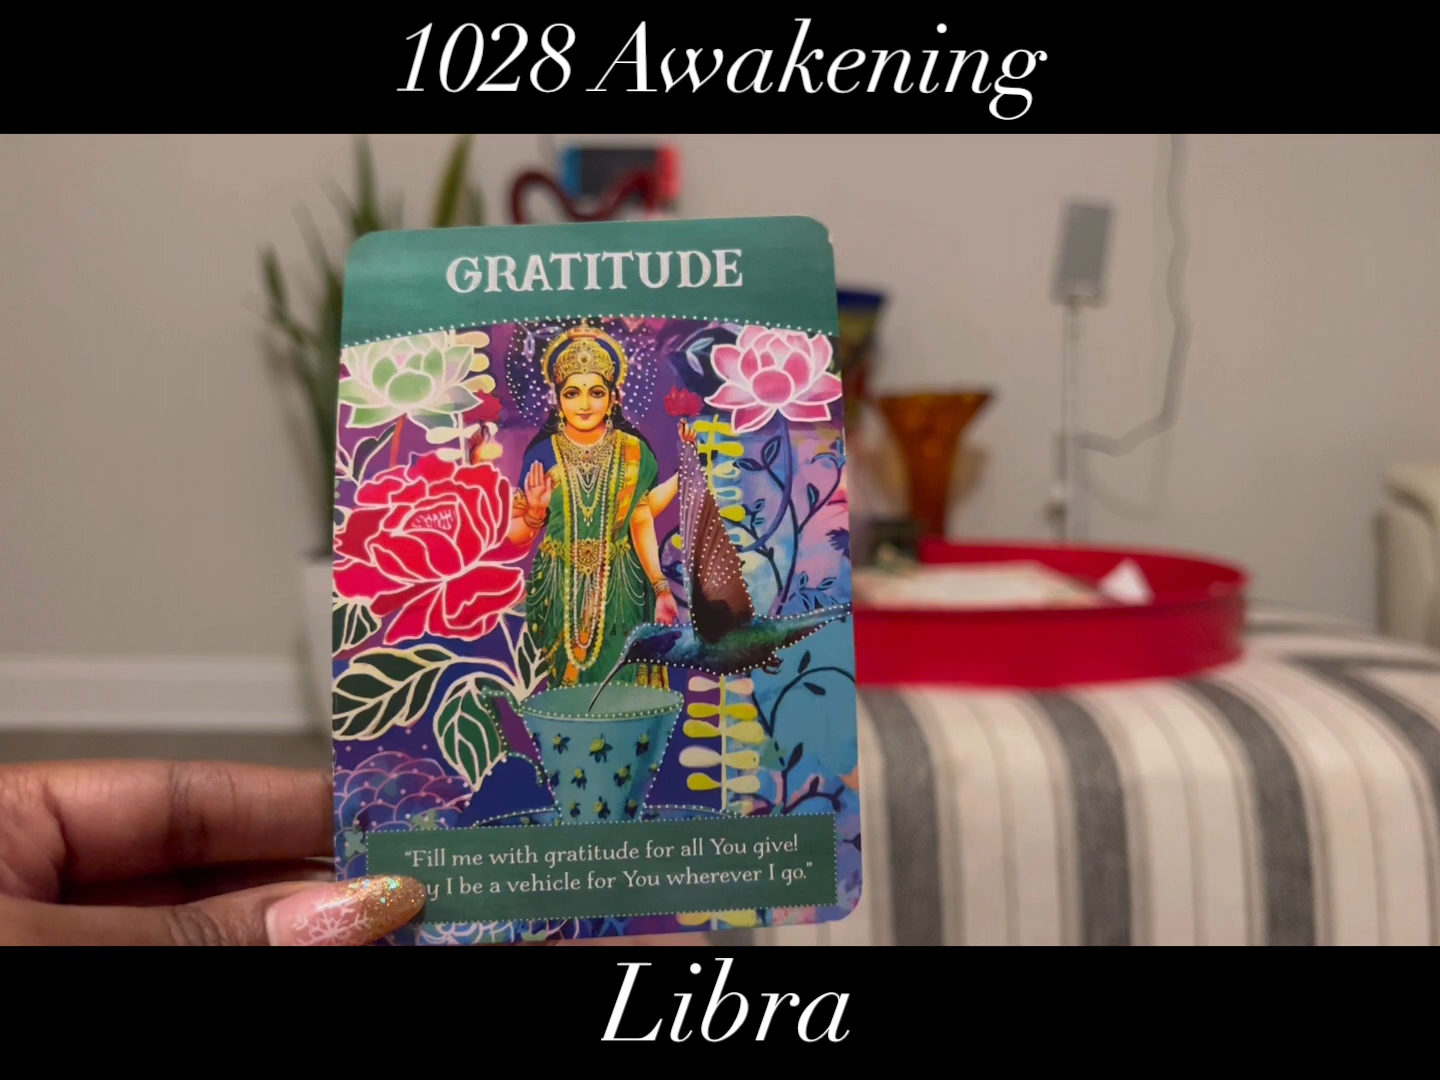 1028 Awakening
GRATITUDE
"Fill me with gratitude for all You give!
y I be a vehicle for You wherever I go."
Libra